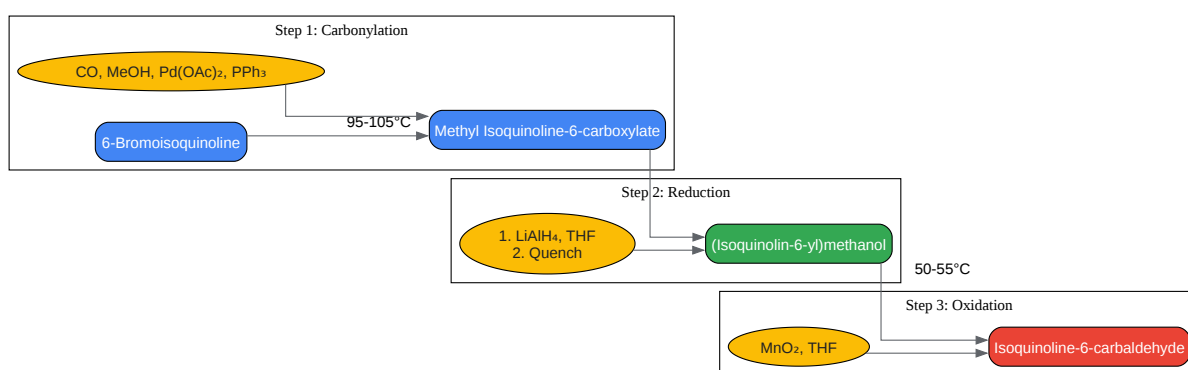 Step 1: Carbonylation
CO, MeOH, Pd(OAc)₂, PPh₃
95-105°C
6-Bromoisoquinoline
Methyl Isoquinoline-6-carboxylate
Step 2: Reduction
1. LiAlH₄, THF
2. Quench
(Isoquinolin-6-yl)methanol
50-55°C
Step 3: Oxidation
MnO₂, THF
Isoquinoline-6-carbaldehyde